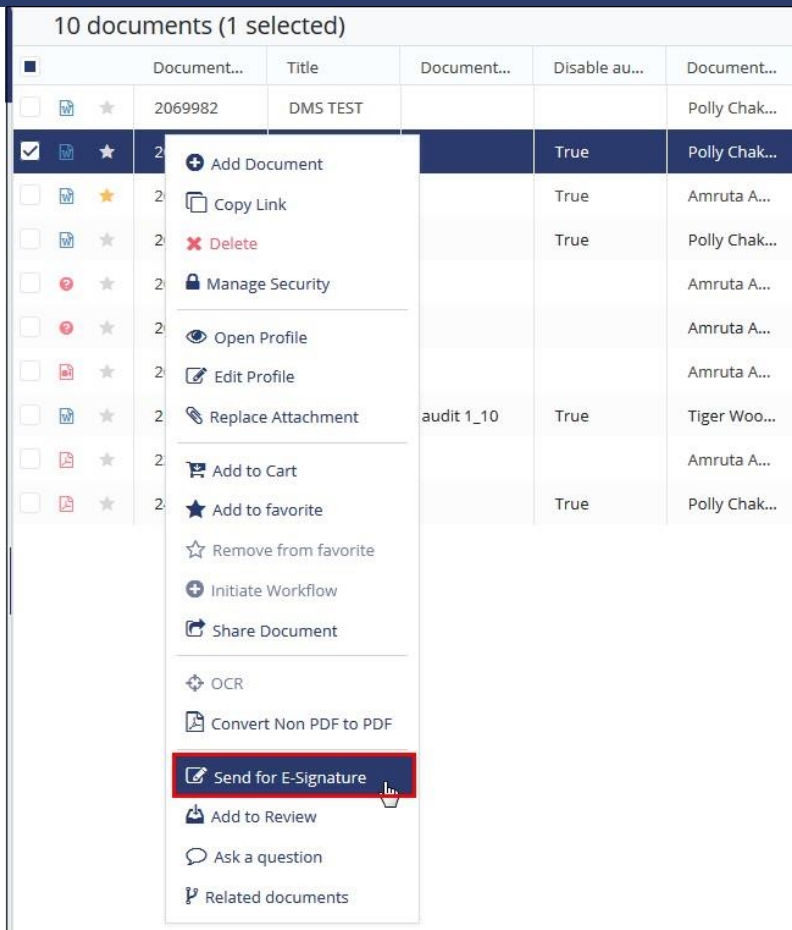 10 documents (1 selected)
Document... Title Document... Disable au... Document...
2069982 DMS TEST Polly Chak...
True Polly Chak...
True Amruta A...
True Polly Chak...
Amruta A...
Amruta A...
Amruta A...
audit 1_10 True Tiger Woo...
Amruta A...
True Polly Chak...
Add Document
Copy Link
Delete
Manage Security
Open Profile
Edit Profile
Replace Attachment
Add to Cart
Add to favorite
Remove from favorite
Initiate Workflow
Share Document
OCR
Convert Non PDF to PDF
Send for E-Signature
Add to Review
Ask a question
Related documents